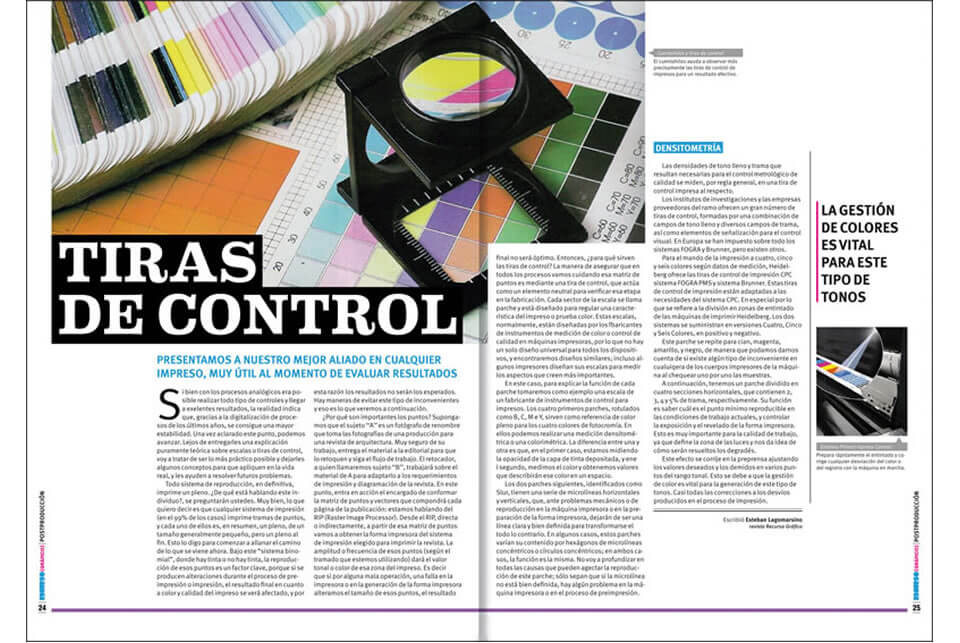 TIRAS
DE CONTROL
PRESENTAMOS A NUESTRO MEJOR ALIADO EN CUALQUIER
IMPRESO, MUY ÚTIL AL MOMENTO DE EVALUAR RESULTADOS
Si bien con los procesos analógicos era po-
sible realizar todo tipo de controles y llegar
a exelentes resultados, la realidad indica
que, gracias a la digitalización de proce-
sos de los últimos años, se consigue una mayor
estabilidad. Una vez aclarado este punto, podemos
avanzar. Lejos de entregarles una explicación
puramente teórica sobre escalas o tiras de control,
voy a tratar de ser lo más práctico posible y dejarles
algunos conceptos para que apliquen en la vida
real, y les ayuden a resolver futuros problemas.
Todo sistema de reproducción, en definitiva,
imprime un pleno. ¿De qué está hablando este in-
dividuo?, se preguntarán ustedes. Muy bien, lo que
quiero decir es que cualquier sistema de impresión
(en el 99% de los casos) imprime tramas de puntos,
y cada uno de ellos es, en resumen, un pleno, de un
tamaño generalmente pequeño, pero un pleno al
fin. Esto lo digo para comenzar a allanar el camino
de lo que se viene ahora. Bajo este “sistema bino-
mial”, donde hay tinta o no hay tinta, la reproduc-
ción de esos puntos es un factor clave, porque si se
producen alteraciones durante el proceso de pre-
impresión o impresión, el resultado final en cuanto
a color y calidad del impreso se verá afectado, y por
esta razón los resultados no serán los esperados.
Hay maneras de evitar este tipo de inconvenientes
y eso es lo que veremos a continuación.
¿Por qué son importantes los puntos? Suponga-
mos que el sujeto “A” es un fotógrafo de renombre
que toma las fotografías de una producción para
una revista de arquitectura. Muy seguro de su
trabajo, entrega el material a la editorial para que
lo retoquen y siga el flujo de trabajo. El retocador,
a quien llamaremos sujeto “B”, trabajará sobre el
material de A para adaptarlo a los requerimientos
de impresión y diagramación de la revista. En este
punto, entra en acción el encargado de conformar
la matriz de puntos y vectores que compondrá cada
página de la publicación: estamos hablando del
RIP (Raster Image Processor). Desde el RIP, directa
o indirectamente, a partir de esa matriz de puntos
vamos a obtener la forma impresora del sistema
de impresión elegido para imprimir la revista. La
amplitud o frecuencia de esos puntos (según el
tramado que estemos utilizando) dará el valor
tonal o color de esa zona del impreso. Es decir
que si por alguna mala operación, una falla en la
impresora o en la generación de la forma impresora
alteramos el tamaño de esos puntos, el resultado
final no será óptimo. Entonces, ¿para qué sirven
las tiras de control? La manera de asegurar que en
todos los procesos vamos cuidando esa matriz de
puntos es mediante una tira de control, que actúa
como un elemento neutral para verificar esa etapa
en la fabricación. Cada sector de la escala se llama
parche y está diseñado para regular una caracte-
rística del impreso o prueba color. Estas escalas,
normalmente, están diseñadas por los fbaricantes
de instrumentos de medición de color o control de
calidad en máquinas impresoras, por lo que no hay
un solo diseño universal para todos los dispositi-
vos, y encontraremos diseños similares, incluso al-
gunos impresores diseñan sus escalas para medir
los aspectos que creen más importantes.
En este caso, para explicar la función de cada
parche tomaremos como ejemplo una escala de
un fabricante de instrumentos de control para
impresos. Los cuatro primeros parches, rotulados
como B, C, M e Y, sirven como referencia de color
pleno para los cuatro colores de fotocromía. En
ellos podemos realizar una medición densitomé-
trica o una colorimétrica. La diferencia entre una y
otra es que, en el primer caso, estamos midiendo
la opacidad de la capa de tinta depositada, y en e
l segundo, medimos el color y obtenemos valores
que describirán ese color en un espacio.
Los dos parches siguientes, identificados como
Slur, tienen una serie de microlíneas horizontales
y verticales, que, ante problemas mecánicos o de
reproducción en la máquina impresora o en la pre-
paración de la forma impresora, dejarán de ser una
línea clara y bien definida para transformarse el
todo lo contrario. En algunos casos, estos parches
varían su contenido por hexágonos de microlíneas
concéntricos o círculos concéntricos; en ambos ca-
sos, la función es la misma. No voy a profundizar en
todas las causas que pueden afectar la reproduc-
ción de este parche; sólo sepan que si la microlínea
no está bien definida, hay algún problema en la má-
quina impresora o en el proceso de preimpresión.
Cuentahílos y tiras de control
El cuentahílos ayuda a observar más
precisamente las tiras de control de
impresos para un resultado efectivo.
DENSITOMETRÍA
Las densidades de tono lleno y trama que
resultan necesarias para el control metrológico de
calidad se miden, por regla general, en una tira de
control impresa al respecto.
Los institutos de investigaciones y las empresas
proveedoras del ramo ofrecen un gran número de
tiras de control, formadas por una combinación de
campos de tono lleno y diversos campos de trama,
así como elementos de señalización para el control
visual. En Europa se han impuesto sobre todo los
sistemas FOGRA y Brunner, pero existen otros.
Para el mando de la impresión a cuatro, cinco
y seis colores según datos de medición, Heidel-
berg ofrece las tiras de control de impresión CPC
sistema FOGRA-PMS y sistema Brunner. Estas tiras
de control de impresión están adaptadas a las
necesidades del sistema CPC. En especial por lo
que se refiere a la división en zonas de entintado
de las máquinas de imprimir Heidelberg. Los dos
sistemas se suministran en versiones Cuatro, Cinco
y Seis Colores, en positivo y negativo.
Este parche se repite para cian, magenta,
amarillo, y negro, de manera que podamos darnos
cuenta de si existe algún tipo de inconveniente en
cualquiera de los cuerpos impresores de la máqui-
na al chequear uno por uno las muestras.
A continuación, tenemos un parche dividido en
cuatro secciones horizontales, que contienen 2,
3, 4 y 5% de trama, respectivamente. Su función
es saber cuál es el punto mínimo reproducible en
las condiciones de trabajo actuales, y controlar
la exposición y el revelado de la forma impresora.
Esto es muy importante para la calidad de trabajo,
ya que define la zona de luces y nos da idea de
cómo serán resueltos los degradés.
Este efecto se corrije en la preprensa ajustando
los valores deseados y los demidos en varios pun-
tos del rango tonal. Esto se debe a que la gestión
de color es vital para la generación de este tipo de
tonos. Casi todas las correcciones a los desvíos
producidos en el proceso de impresión.
Escribió Esteban Lagomarsino
revista Recurso Gráfico
LA GESTIÓN
DE COLORES
ES VITAL
PARA ESTE
TIPO DE
TONOS
Prepara rápidamente el entintado y co-
rrige cualquier desviación del color o
del registro con la máquina en marcha.
24
POSTPRODUCCIÓN
25
POSTPRODUCCIÓN